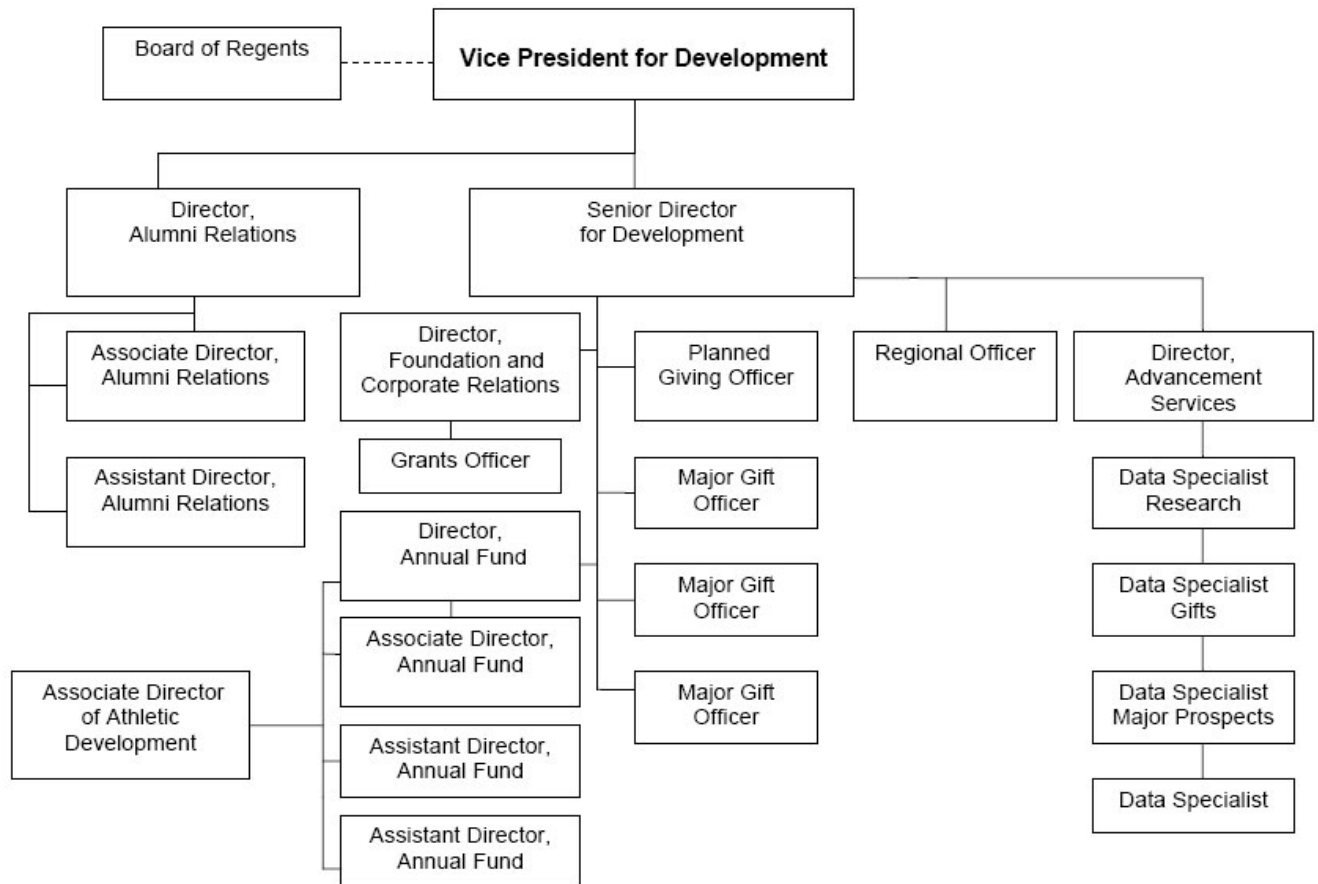 Board of Regents
Vice President for Development
Director,
Alumni Relations
Senior Director
for Development
Associate Director,
Alumni Relations
Assistant Director,
Alumni Relations
Director,
Foundation and
Corporate Relations
Grants Officer
Director,
Annual Fund
Associate Director,
Annual Fund
Assistant Director,
Annual Fund
Assistant Director,
Annual Fund
Associate Director
of Athletic
Development
Planned
Giving Officer
Major Gift
Officer
Major Gift
Officer
Major Gift
Officer
Regional Officer
Director,
Advancement
Services
Data Specialist
Research
Data Specialist
Gifts
Data Specialist
Major Prospects
Data Specialist